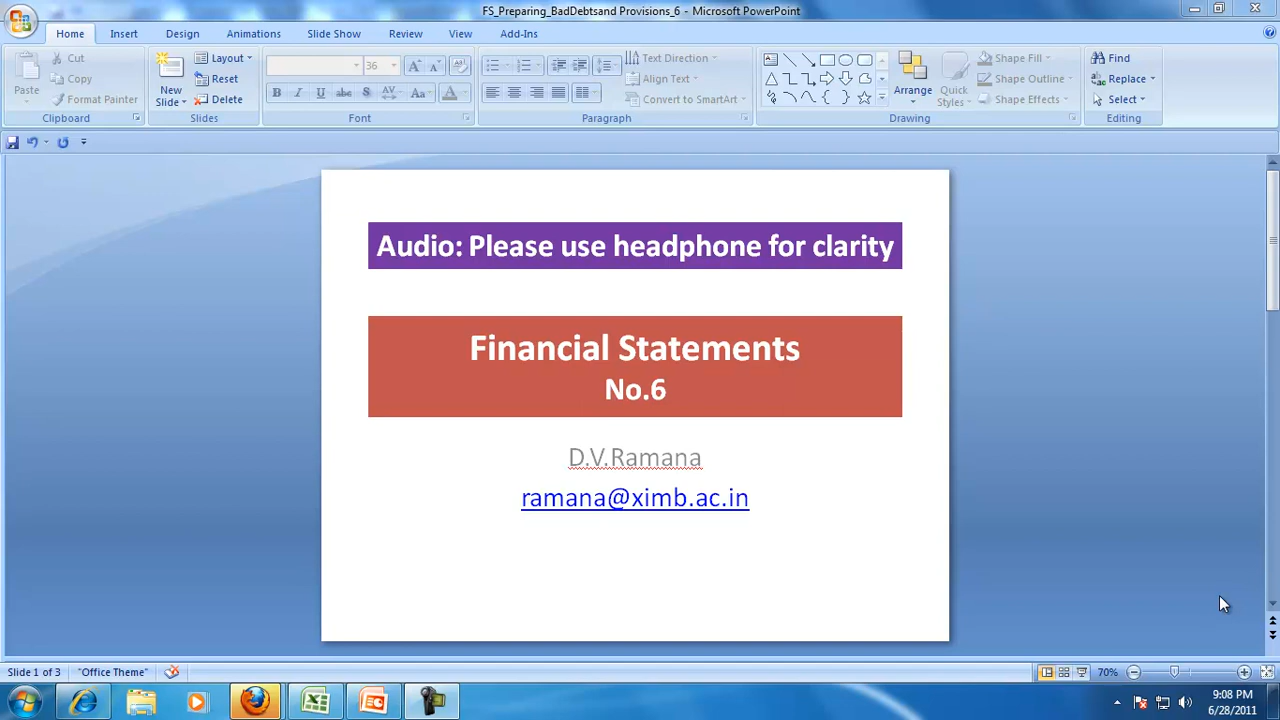 FS_Preparing_BadDebtsand Provisions_6 - Microsoft PowerPoint
Home Insert Design Animations Slide Show Review View Add-Ins
Paste
Cut
Copy
Format Painter
Clipboard
New Slide
Layout
Reset
Delete
Slides
36
Font
Text Direction
Align Text
Convert to SmartArt
Paragraph
Arrange
Quick Styles
Shape Fill
Shape Outline
Shape Effects
Drawing
Find
Replace
Select
Editing
Audio: Please use headphone for clarity
Financial Statements
No.6
D.V.Ramana
ramana@ximb.ac.in
Slide 1 of 3 "Office Theme" 70%
9:08 PM
6/28/2011